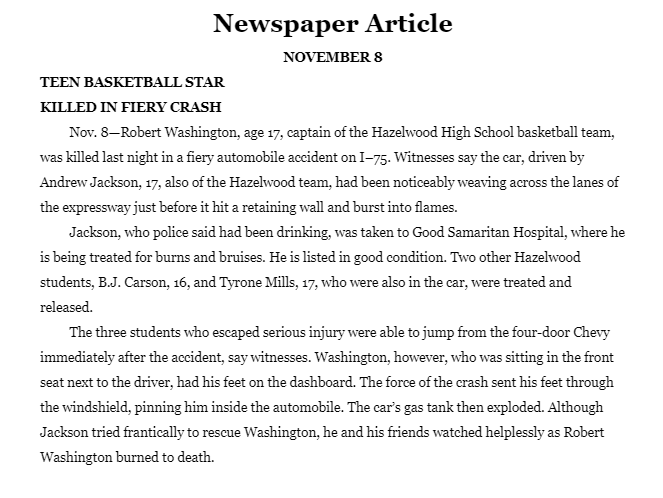 Newspaper Article
NOVEMBER 8
TEEN BASKETBALL STAR
KILLED IN FIERY CRASH
Nov. 8—Robert Washington, age 17, captain of the Hazelwood High School basketball team,
was killed last night in a fiery automobile accident on I–75. Witnesses say the car, driven by
Andrew Jackson, 17, also of the Hazelwood team, had been noticeably weaving across the lanes of
the expressway just before it hit a retaining wall and burst into flames.
Jackson, who police said had been drinking, was taken to Good Samaritan Hospital, where he
is being treated for burns and bruises. He is listed in good condition. Two other Hazelwood
students, B.J. Carson, 16, and Tyrone Mills, 17, who were also in the car, were treated and
released.
The three students who escaped serious injury were able to jump from the four-door Chevy
immediately after the accident, say witnesses. Washington, however, who was sitting in the front
seat next to the driver, had his feet on the dashboard. The force of the crash sent his feet through
the windshield, pinning him inside the automobile. The car’s gas tank then exploded. Although
Jackson tried frantically to rescue Washington, he and his friends watched helplessly as Robert
Washington burned to death.